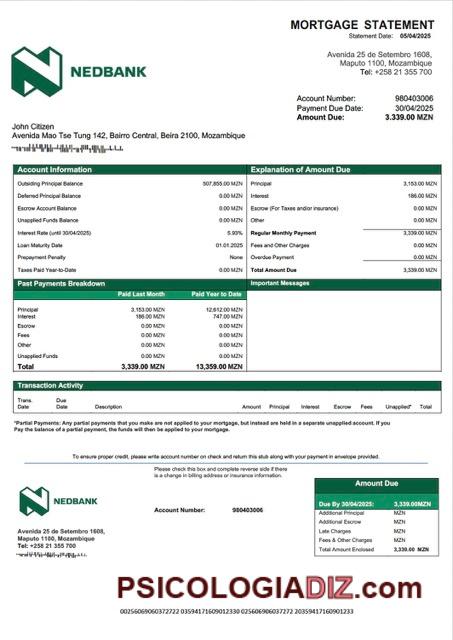 MORTGAGE STATEMENT
Statement Date: 05/04/2025
Avenida 25 de Setembro 1608,
Maputo 1100, Mozambique
Tel: +258 21 355 700
NEDBANK
Account Number: 980403006
Payment Due Date: 30/04/2025
Amount Due: 3.339.00 MZN
John Citizen
Avenida Mao Tse Tung 142, Bairro Central, Beira 2100, Mozambique
Account Information
Outsiding Principal Balance 507,855.00 MZN
Deferred Principal Balance 0.00 MZN
Escrow Account Balance 0.00 MZN
Unapplied Funds Balance 0.00 MZN
Interest Rate (until 30/04/2025) 5.93%
Loan Maturity Date 01.01.2025
Prepayment Penalty None
Taxes Paid Year-to-Date 0.00 MZN
Explanation of Amount Due
Principal 3,153.00 MZN
Interest 186.00 MZN
Escrow (For Taxes and/or insurance) 0.00 MZN
Other 0.00 MZN
Regular Monthly Payment 3,339.00 MZN
Fees and Other Charges 0.00 MZN
Overdue Payment 0.00 MZN
Total Amount Due 3,339.00 MZN
Past Payments Breakdown
Paid Last Month Paid Year to Date
Principal 3,153.00 MZN 12,612.00 MZN
Interest 186.00 MZN 747.00 MZN
Escrow 0.00 MZN 0.00 MZN
Fees 0.00 MZN 0.00 MZN
Other 0.00 MZN 0.00 MZN
Unapplied Funds 0.00 MZN 0.00 MZN
Total 3,339.00 MZN 13,359.00 MZN
Important Messages
Transaction Activity
Trans. Date Due Date Description Amount Principal Interest Escrow Fees Unapplied* Total
*Partial Payments: Any partial payments that you make are not applied to your mortgage, but instead are held in a separate unapplied account. If you
Pay the balance of a partial payment, the funds will then be applied to your mortgage.
To ensure proper credit, please write account number on check and return this stub along with your payment in envelope provided.
Please check this box and complete reverse side if there
is a change in billing address or insurance information.
NEDBANK
Account Number: 980403006
Avenida 25 de Setembro 1608,
Maputo 1100, Mozambique
Tel: +258 21 355 700
Amount Due
Due By 30/04/2025: 3,339.00MZN
Additional Principal MZN
Additional Escrow MZN
Late Charges MZN
Fees & Other Charges MZN
Total Amount Enclosed 3,339.00 MZN
PSICOLOGIADIZ.com
00256069060372722 03594171609012330 0256069060372722 20359417160901233